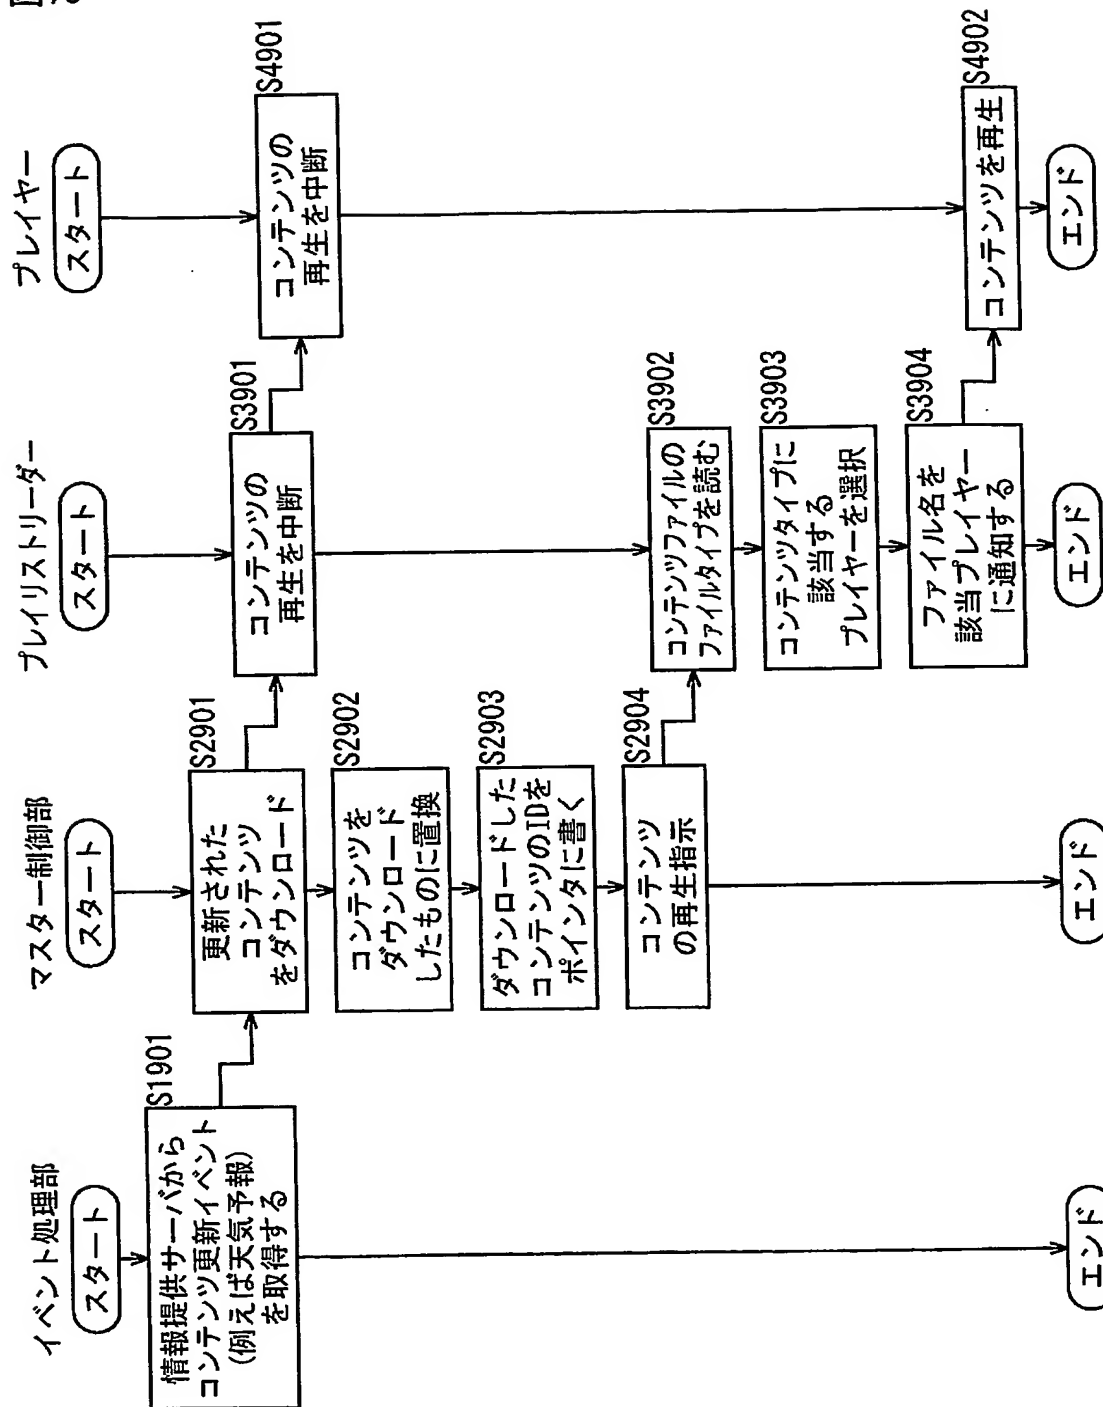 イベント処理部
スタート
情報提供サーバから
コンテンツ更新イベント
(例えば天気予報)
を取得する
S1901
エンド
マスター制御部
スタート
更新された
コンテンツ
をダウンロード
S2901
コンテンツを
ダウンロード
したものに置換
S2902
ダウンロードした
コンテンツのIDを
ポインタに書く
S2903
コンテンツ
の再生指示
S2904
エンド
プレイリストリーダー
スタート
コンテンツの
再生を中断
S3901
コンテンツファイルの
ファイルタイプを読む
S3902
コンテンツタイプに
該当する
プレイヤーを選択
S3903
ファイル名を
該当プレイヤー
に通知する
S3904
エンド
プレイヤー
スタート
コンテンツの
再生を中断
S4901
コンテンツを再生
S4902
エンド